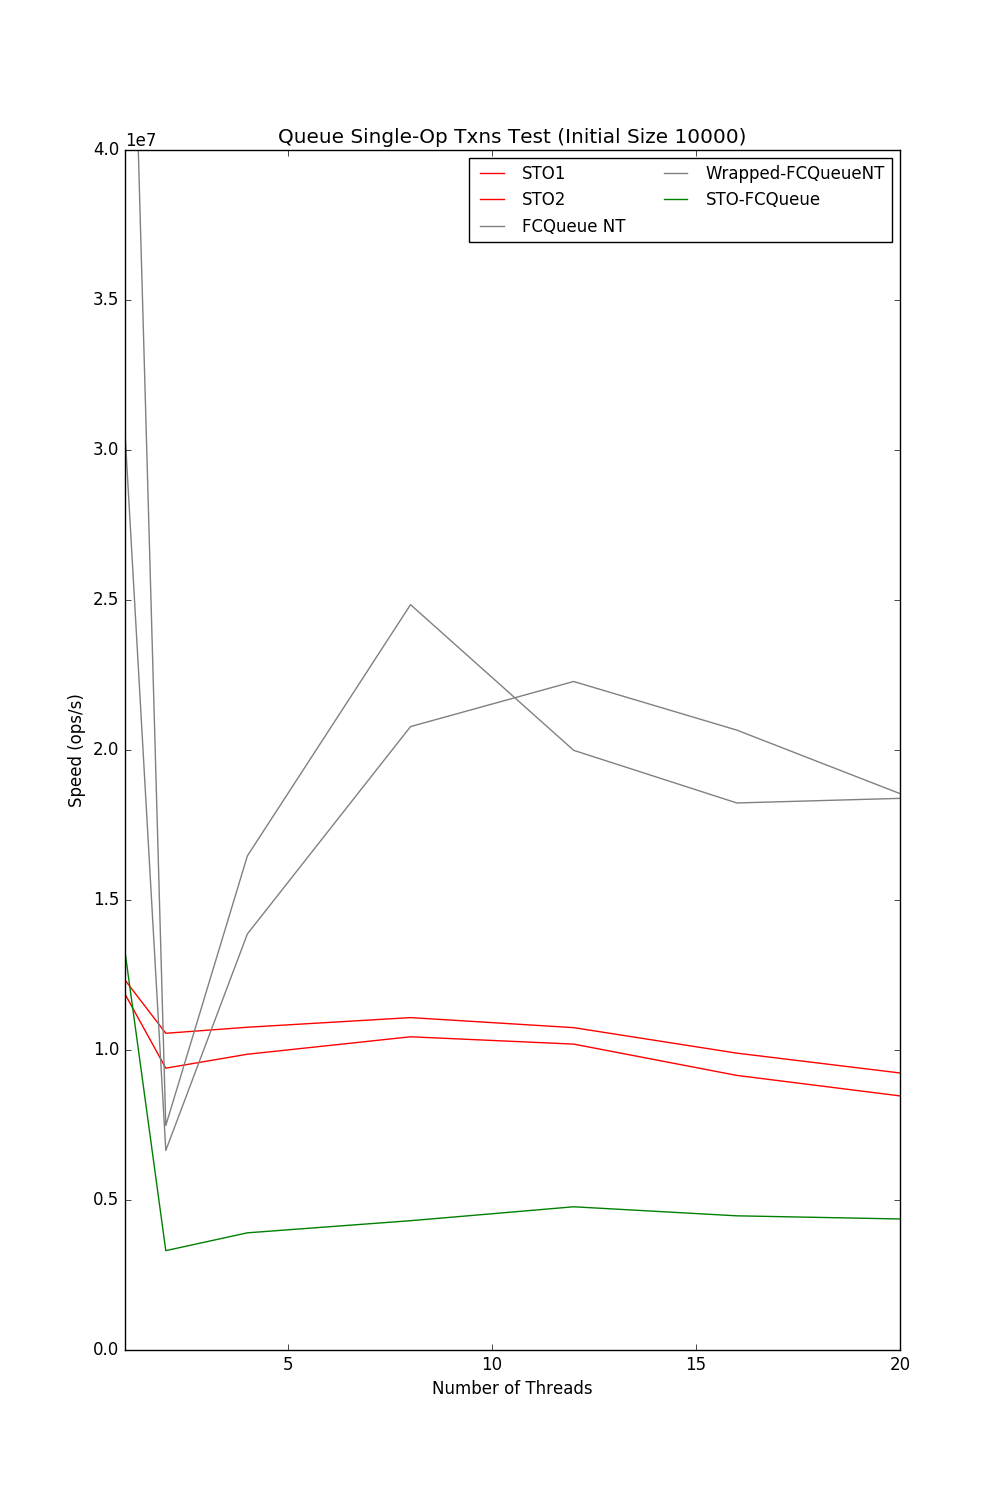 Queue Single-Op Txns Test (Initial Size 10000)
1e7
4.0
3.5
3.0
2.5
2.0
1.5
1.0
0.5
0.0
Speed (ops/s)
STO1
STO2
FCQueue NT
Wrapped-FCQueueNT
STO-FCQueue
5
10
15
20
Number of Threads